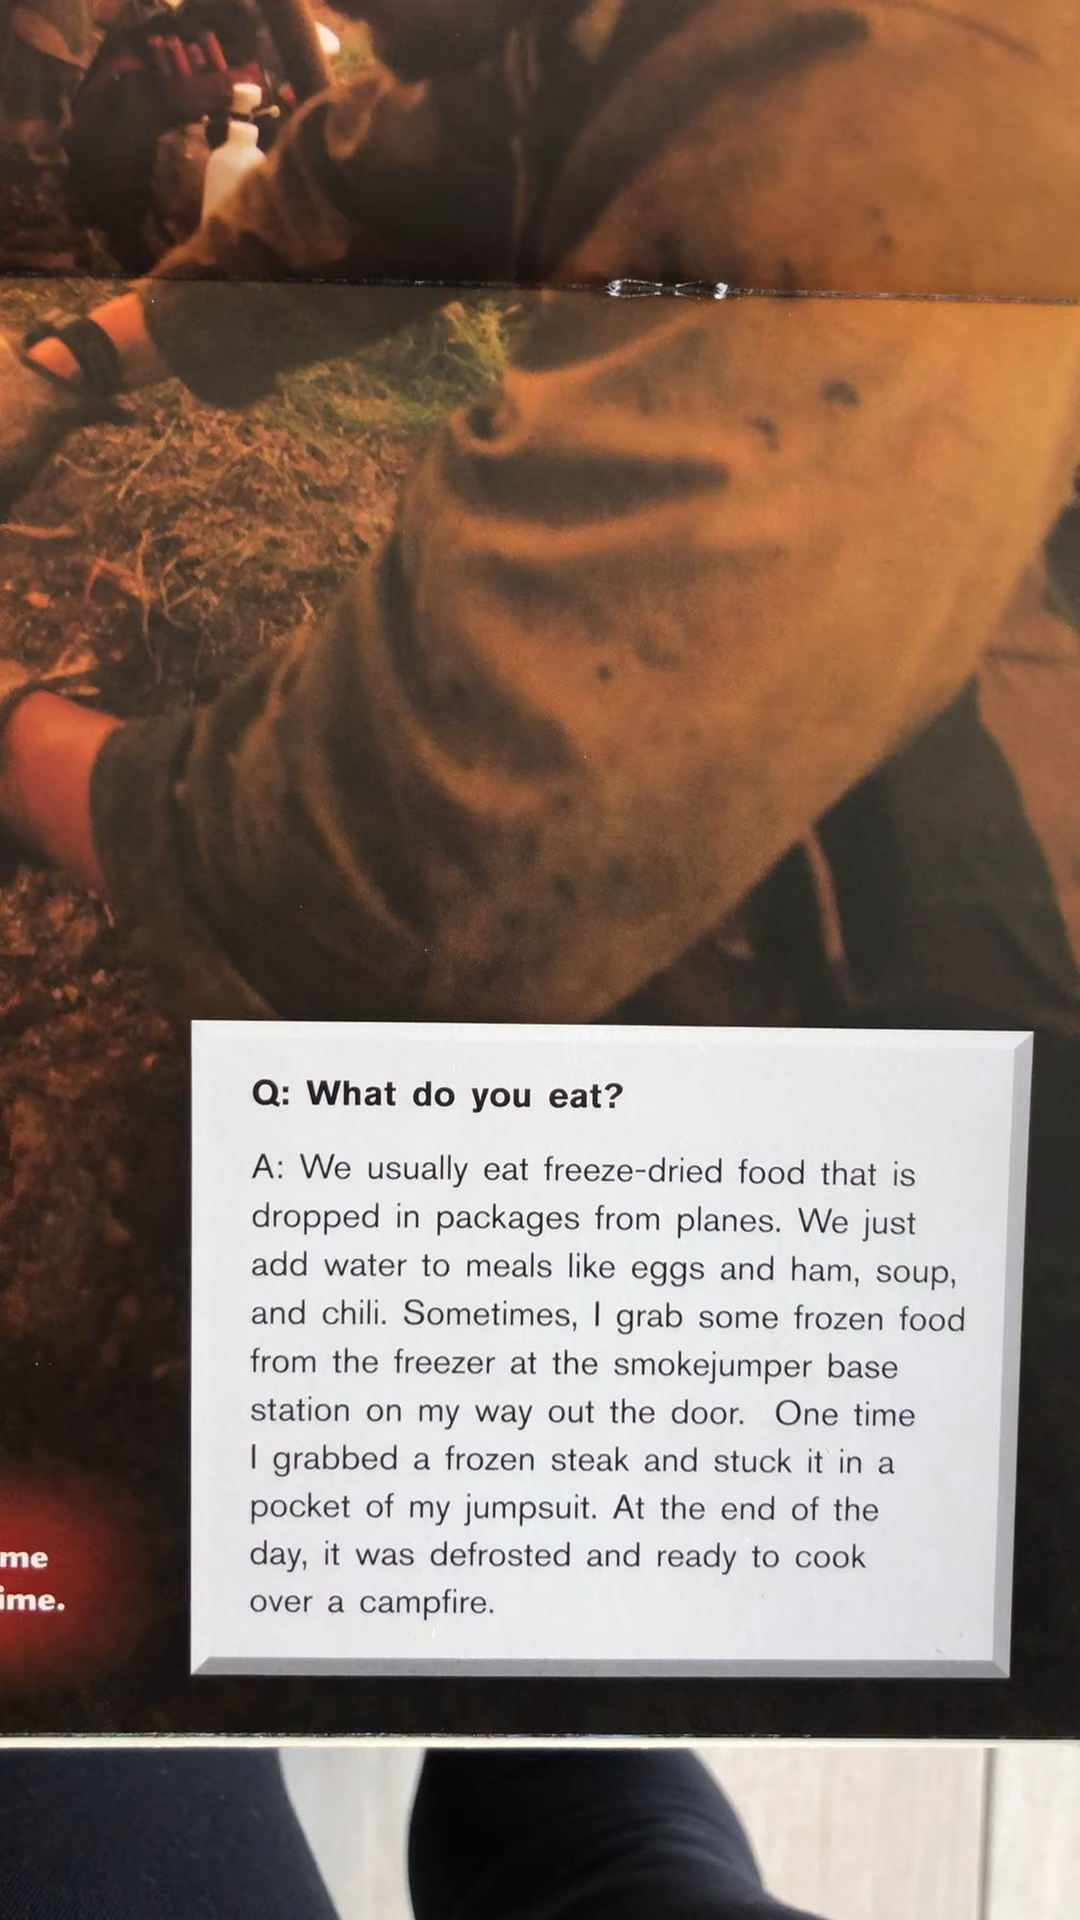 Q: What do you eat?
A: We usually eat freeze-dried food that is
dropped in packages from planes. We just
add water to meals like eggs and ham, soup,
and chili. Sometimes, I grab some frozen food
from the freezer at the smokejumper base
station on my way out the door. One time
I grabbed a frozen steak and stuck it in a
pocket of my jumpsuit. At the end of the
day, it was defrosted and ready to cook
over a campfire.
me
ime.